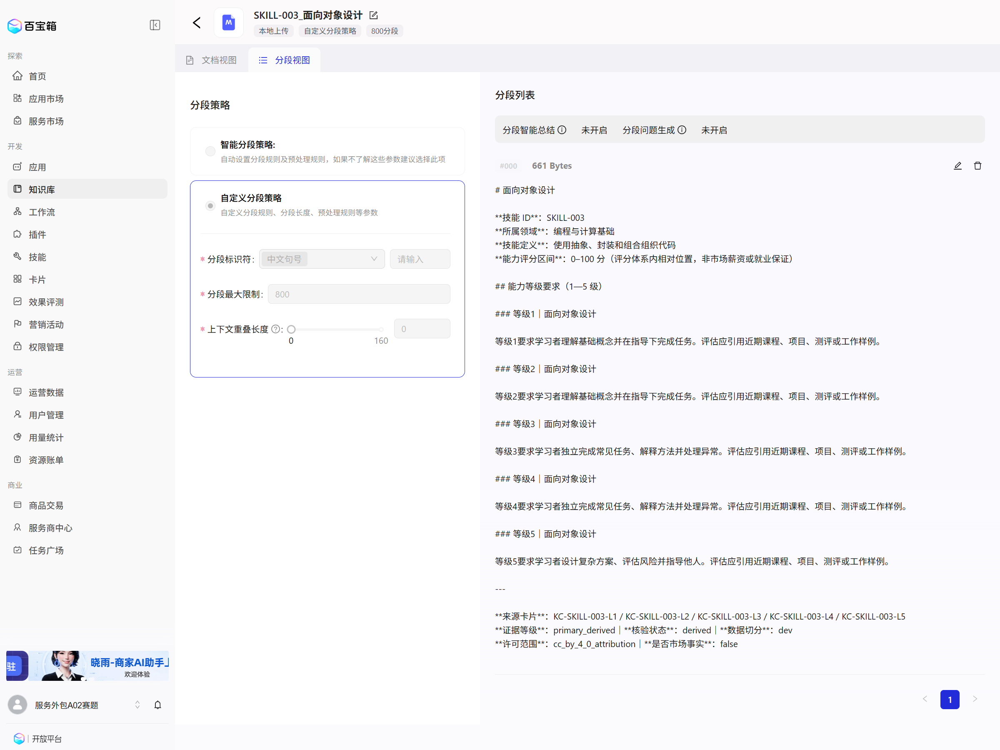 百宝箱
探索
首页
应用市场
服务市场
开发
应用
知识库
工作流
插件
技能
卡片
效果评测
营销活动
权限管理
运营
运营数据
用户管理
用量统计
资源账单
商业
商品交易
服务商中心
任务广场
驻
晓雨-商家AI助手上
欢迎体验
服务外包A02赛题
开放平台
SKILL-003_面向对象设计
本地上传 自定义分段策略 800分段
文档视图 分段视图
分段策略
智能分段策略:
自动设置分段规则及预处理规则，如果不了解这些参数建议选择此项
自定义分段策略
自定义分段规则、分段长度、预处理规则等参数
* 分段标识符: 中文句号 请输入
* 分段最大限制: 800
* 上下文重叠长度 ?: 0
0 160
分段列表
分段智能总结 未开启 分段问题生成 未开启
#000 661 Bytes
# 面向对象设计
**技能 ID**：SKILL-003
**所属领域**：编程与计算基础
**技能定义**：使用抽象、封装和组合组织代码
**能力评分区间**：0–100 分（评分体系内相对位置，非市场薪资或就业保证）
## 能力等级要求（1—5 级）
### 等级1｜面向对象设计
等级1要求学习者理解基础概念并在指导下完成任务。评估应引用近期课程、项目、测评或工作样例。
### 等级2｜面向对象设计
等级2要求学习者理解基础概念并在指导下完成任务。评估应引用近期课程、项目、测评或工作样例。
### 等级3｜面向对象设计
等级3要求学习者独立完成常见任务、解释方法并处理异常。评估应引用近期课程、项目、测评或工作样例。
### 等级4｜面向对象设计
等级4要求学习者独立完成常见任务、解释方法并处理异常。评估应引用近期课程、项目、测评或工作样例。
### 等级5｜面向对象设计
等级5要求学习者设计复杂方案、评估风险并指导他人。评估应引用近期课程、项目、测评或工作样例。
---
**来源卡片**：KC-SKILL-003-L1 / KC-SKILL-003-L2 / KC-SKILL-003-L3 / KC-SKILL-003-L4 / KC-SKILL-003-L5
**证据等级**：primary_derived｜**核验状态**：derived｜**数据切分**：dev
**许可范围**：cc_by_4_0_attribution｜**是否市场事实**：false
1